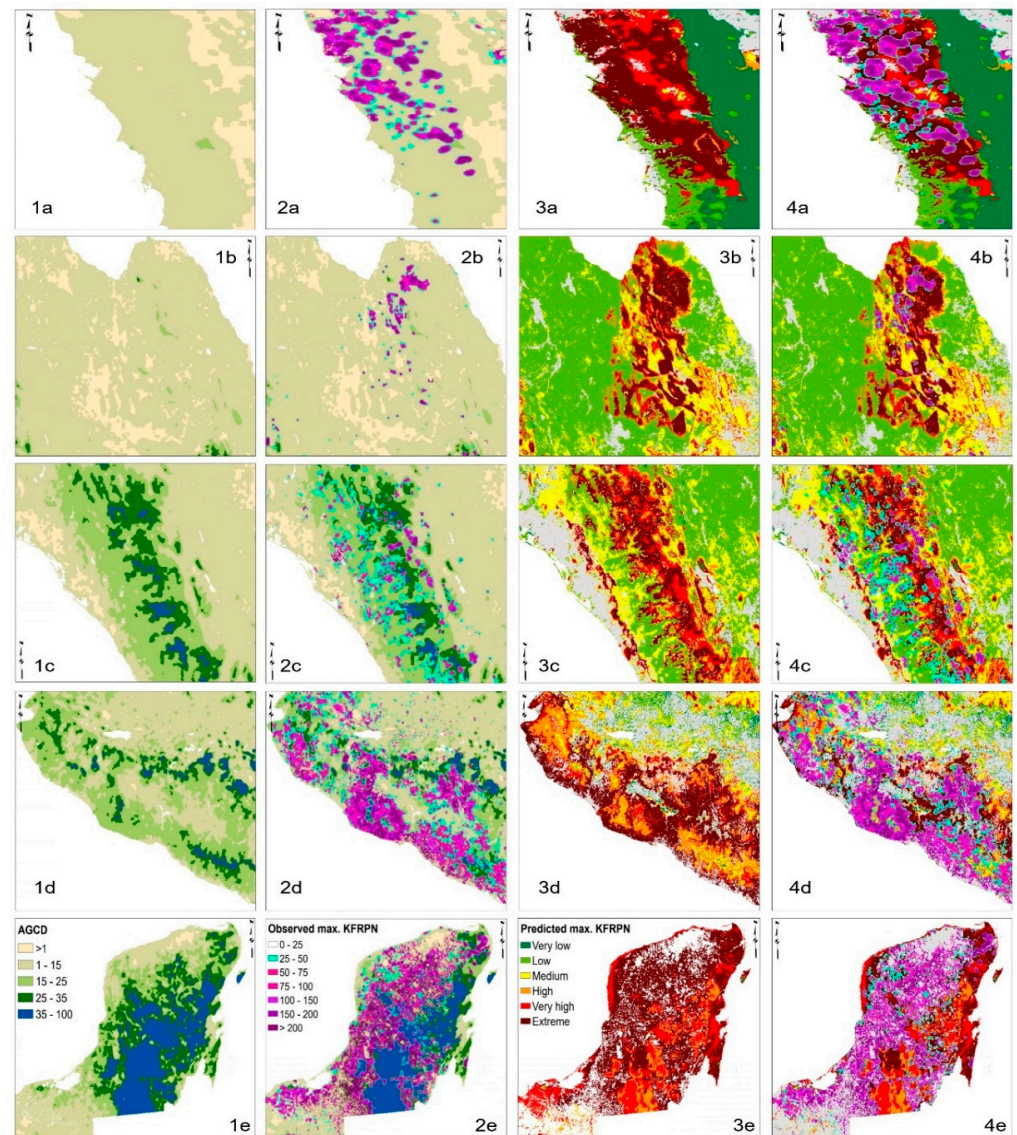 1a
2a
3a
4a
1b
2b
3b
4b
1c
2c
3c
4c
1d
2d
3d
4d
AGCD
>1
1 - 15
15 - 25
25 - 35
35 - 100
1e
Observed max. KFRPN
0 - 25
25 - 50
50 - 75
75 - 100
100 - 150
150 - 200
> 200
2e
Predicted max. KFRPN
Very low
Low
Medium
High
Very high
Extreme
3e
4e